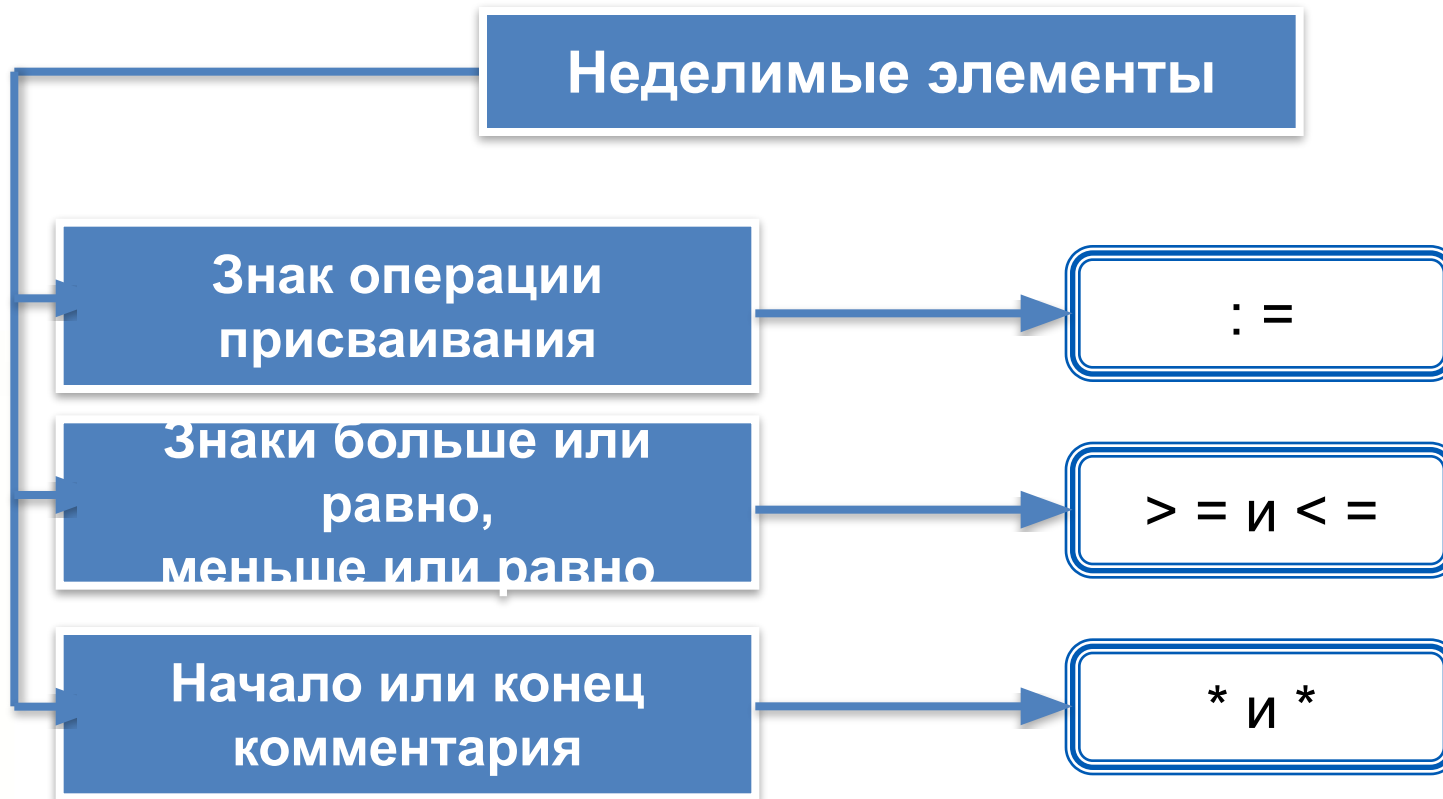 Неделимые элементы
Знак операции
присваивания
: =
Знаки больше или
равно,
меньше или равно
> = и < =
Начало или конец
комментария
* и *